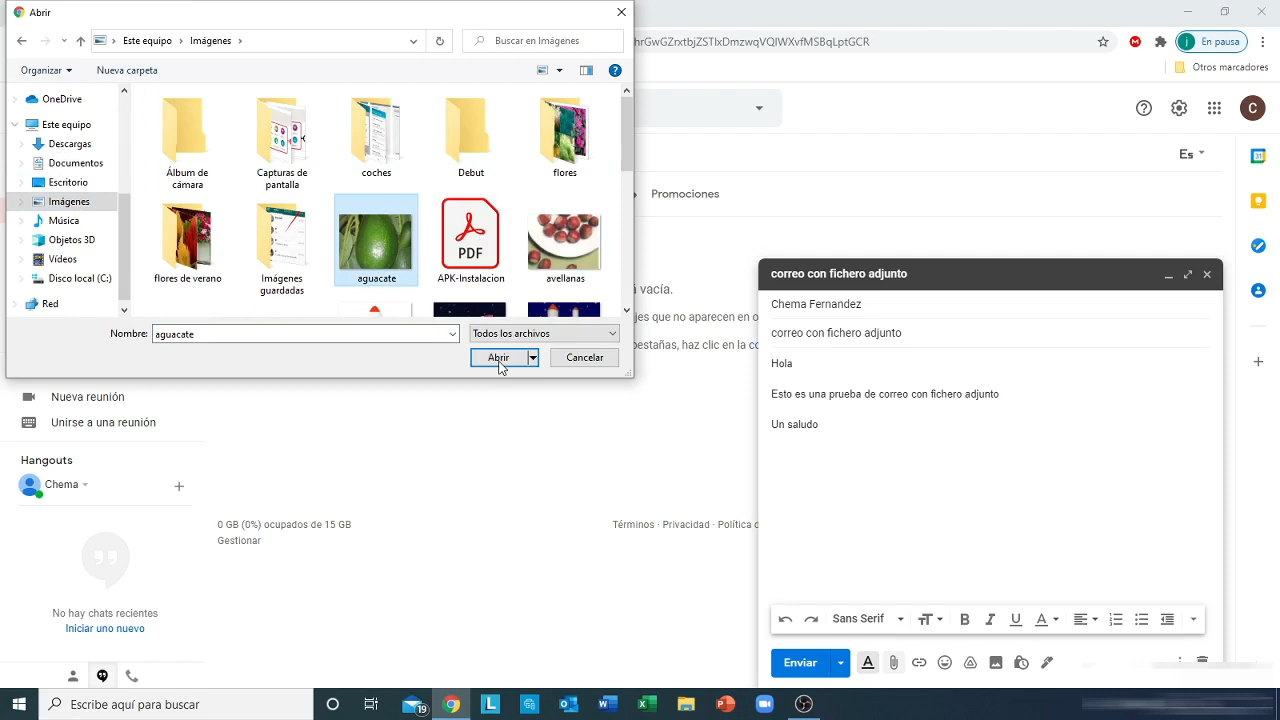 Abrir
Este equipo
Imágenes
Buscar en Imágenes
hrGwGZrxtbjZSTlxDmzwqVQlWXvfMSBqLptGCR
En pausa
Organizar
Nueva carpeta
Otros marcadores
OneDrive
Este equipo
Descargas
Documentos
Escritorio
Imágenes
Música
Objetos 3D
Vídeos
Disco local (C:)
Red
Álbum de cámara
Capturas de pantalla
coches
Debut
flores
flores de verano
Imágenes guardadas
aguacate
PDF
APK-Instalacion
avellanas
Nombre:
aguacate
Todos los archivos
Abrir
Cancelar
C
Es
31
Promociones
á vacía.
jes que no aparecen en o
pestañas, haz clic en la co
Nueva reunión
Unirse a una reunión
Hangouts
Chema
No hay chats recientes
Iniciar uno nuevo
0 GB (0%) ocupados de 15 GB
Gestionar
Términos · Privacidad · Política d
correo con fichero adjunto
Chema Fernandez
correo con fichero adjunto
Hola
Esto es una prueba de correo con fichero adjunto
Un saludo
Sans Serif
B I U A
Enviar
A
Escribe aquí para buscar
19